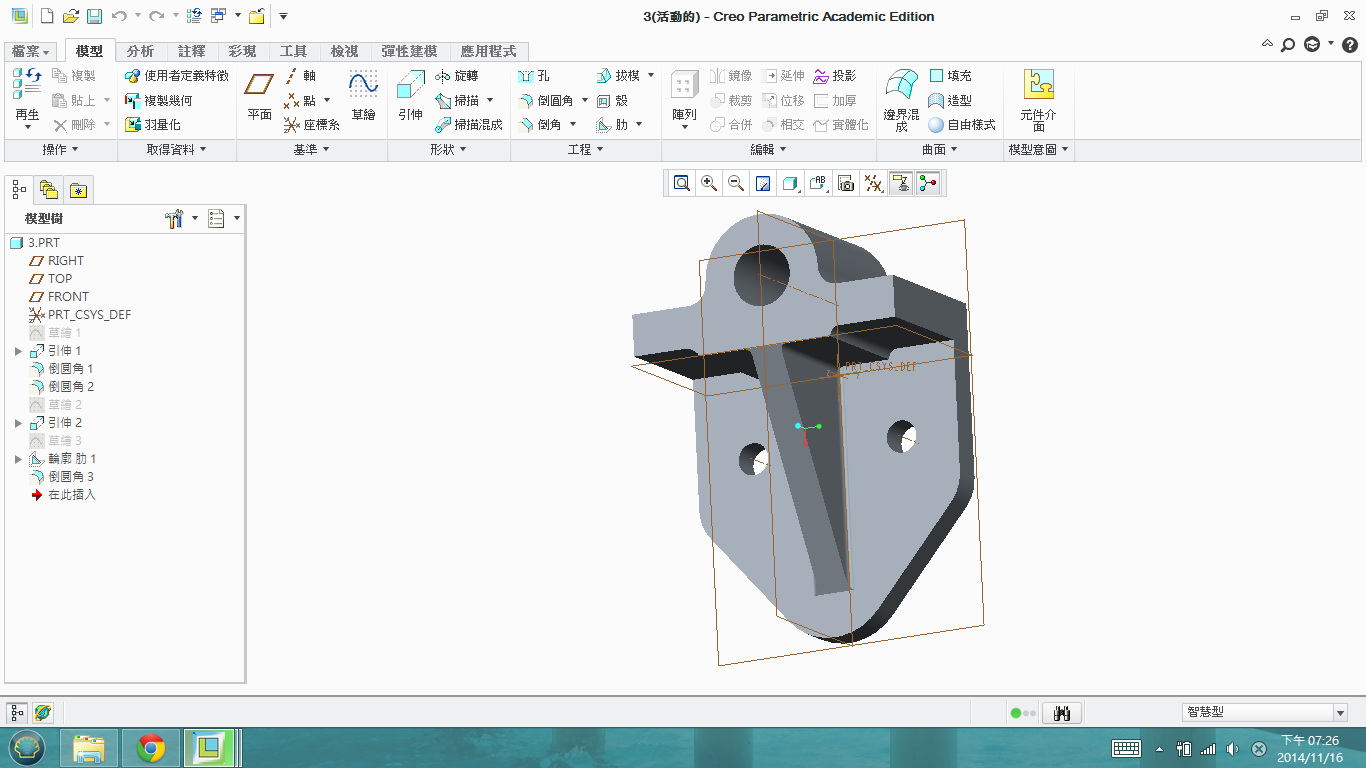 3(活動的) - Creo Parametric Academic Edition
檔案 模型 分析 註釋 彩現 工具 檢視 彈性建模 應用程式
再生 複製 貼上 刪除
使用者定義特徵 複製幾何 羽量化
平面 軸 點 座標系 草繪
引伸 旋轉 掃描 掃描混成
孔 倒圓角 倒角 拔模 殼 肋
陣列 鏡像 裁剪 合併 延伸 位移 相交 投影 加厚 實體化
邊界混成 填充 造型 自由樣式
元件介面
操作 取得資料 基準 形狀 工程 編輯 曲面 模型意圖
模型樹
3.PRT
RIGHT
TOP
FRONT
PRT_CSYS_DEF
草繪 1
引伸 1
倒圓角 1
倒圓角 2
草繪 2
引伸 2
草繪 3
輪廓 肋 1
倒圓角 3
在此插入
PRT_CSYS_DEF
智慧型
下午 07:26
2014/11/16